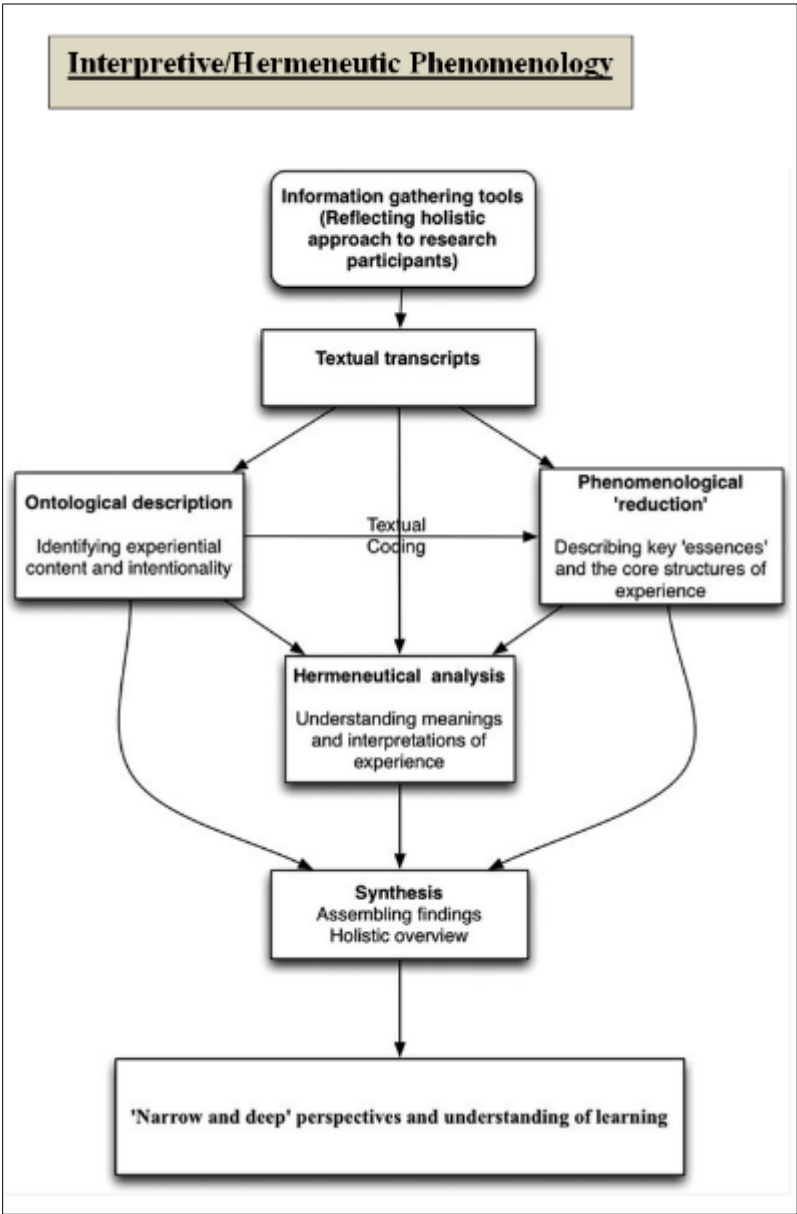 Interpretive/Hermeneutic Phenomenology
Information gathering tools
(Reflecting holistic
approach to research
participants)
Textual transcripts
Ontological description
Identifying experiential
content and intentionality
Textual
Coding
Phenomenological
'reduction'
Describing key 'essences'
and the core structures of
experience
Hermeneutical analysis
Understanding meanings
and interpretations of
experience
Synthesis
Assembling findings
Holistic overview
'Narrow and deep' perspectives and understanding of learning